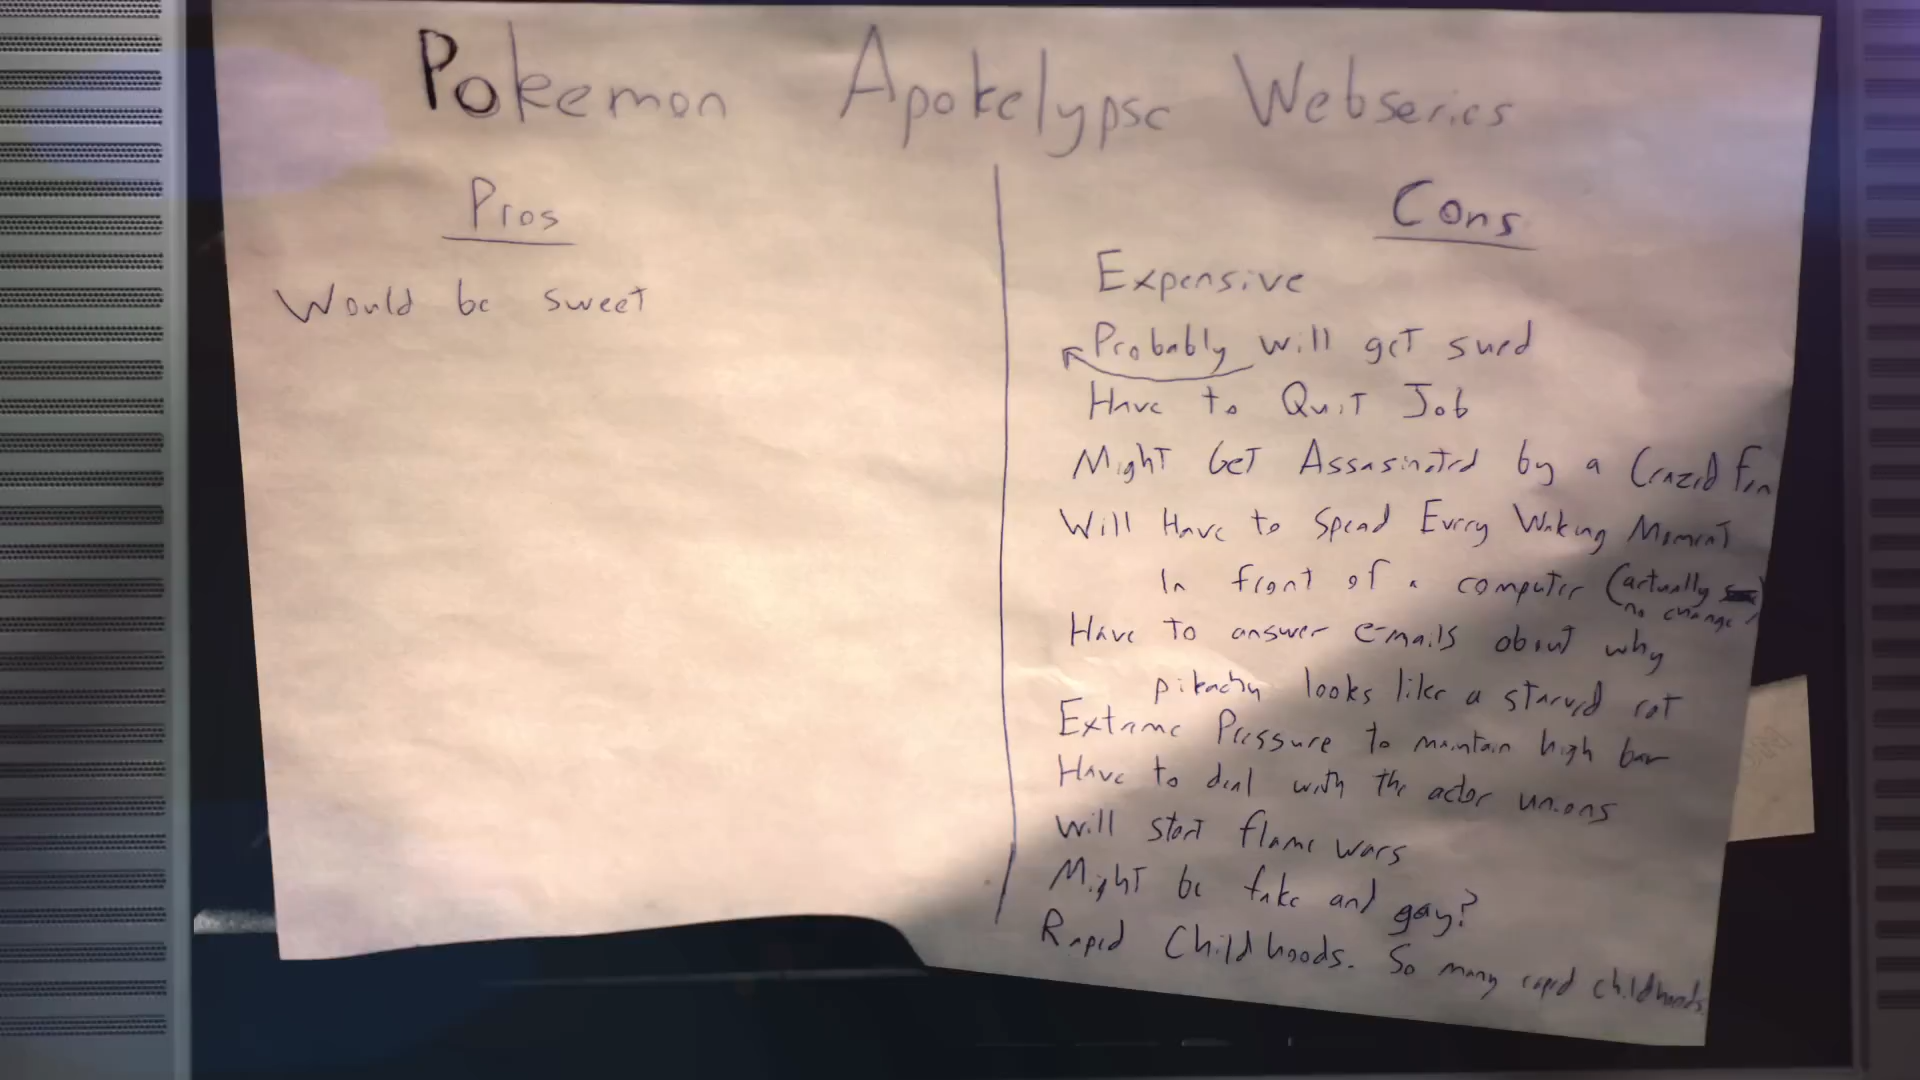 Pokemon Apokelypse Webseries
Pros
Would be sweet
Cons
Expensive
Probably will get sued
Have to Quit Job
Might Get Assasinated by a Crazed Fan
Will Have to Spend Every Waking Moment
In front of a computer (actually
no change)
Have to answer e-mails about why
pikachu looks like a starved rat
Extreme Pressure to maintain high bar
Have to deal with the actor unions
will start flame wars
Might be fake and gay?
Raped Childhoods. So many raped childhoods.